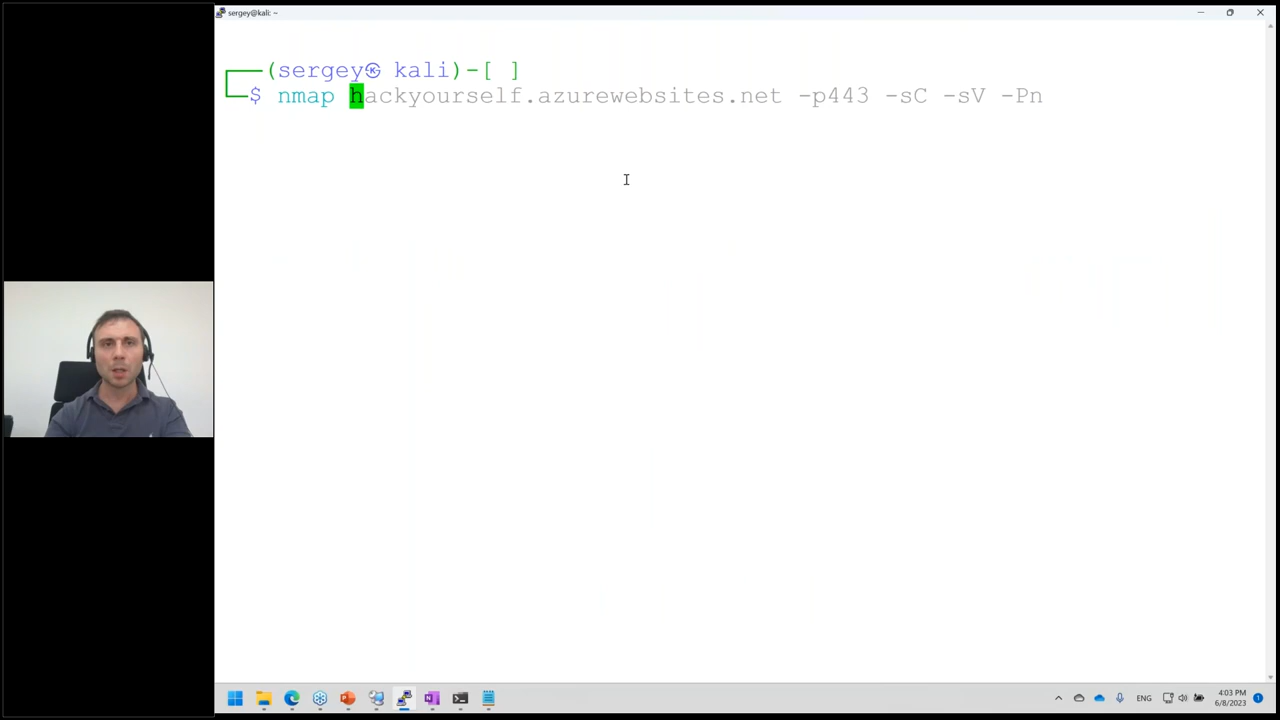 sergey@kali: ~
(sergey㉿ kali)-[ ]
$ nmap hackyourself.azurewebsites.net -p443 -sC -sV -Pn
ENG
4:03 PM
6/8/2023
1